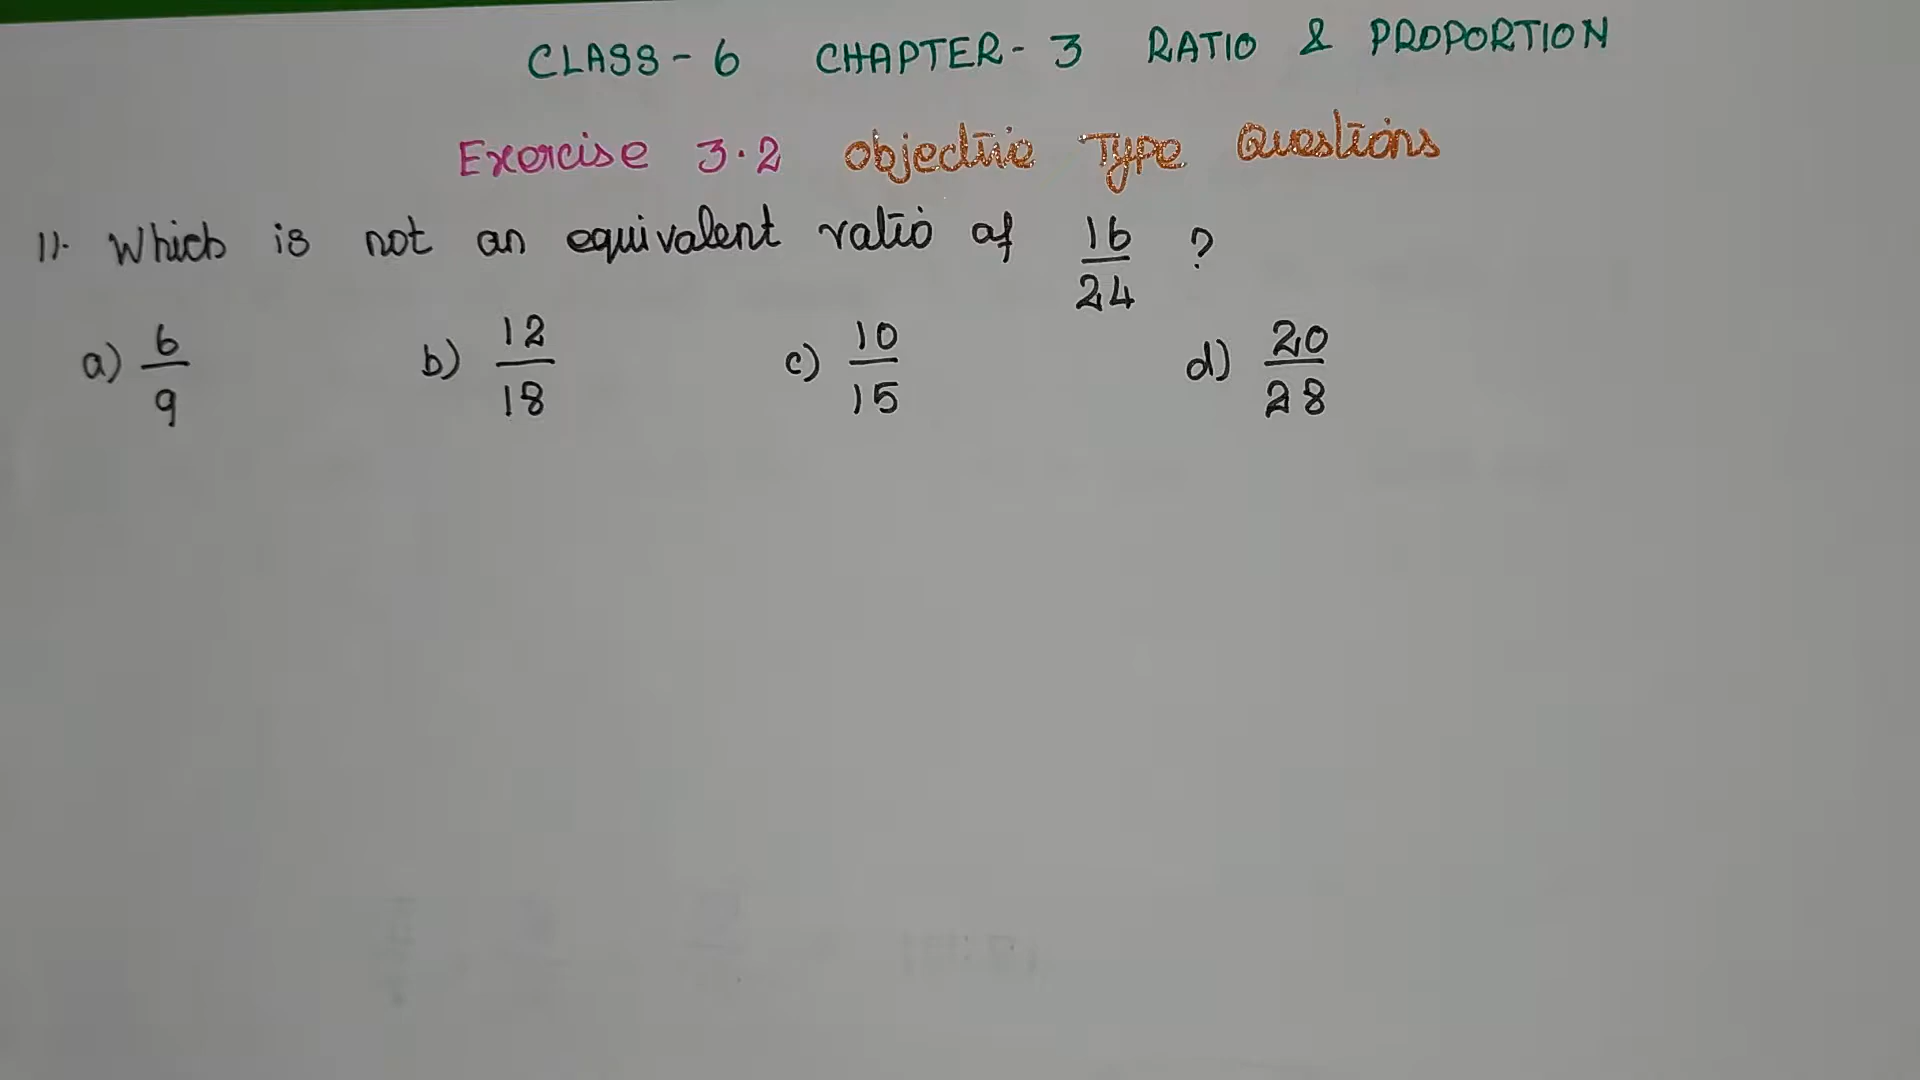 CLASS - 6 CHAPTER - 3 RATIO & PROPORTION
Exercise 3.2 Objective Type Questions
11. Which is not an equivalent ratio of 16/24 ?
a) 6/9 b) 12/18 c) 10/15 d) 20/28